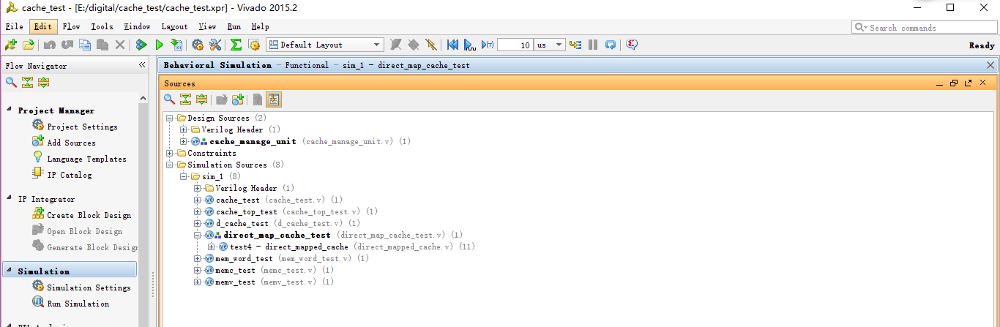 cache_test - [E:/digital/cache_test/cache_test.xpr] - Vivado 2015.2
File Edit Flow Tools Window Layout View Run Help
Search commands
Default Layout 10 us Ready
Flow Navigator
Behavioral Simulation - Functional - sim_1 - direct_map_cache_test
Sources
Project Manager
Project Settings
Add Sources
Language Templates
IP Catalog
IP Integrator
Create Block Design
Open Block Design
Generate Block Desig
Simulation
Simulation Settings
Run Simulation
Design Sources (2)
Verilog Header (1)
cache_manage_unit (cache_manage_unit.v) (1)
Constraints
Simulation Sources (8)
sim_1 (8)
Verilog Header (1)
cache_test (cache_test.v) (1)
cache_top_test (cache_top_test.v) (1)
d_cache_test (d_cache_test.v) (1)
direct_map_cache_test (direct_map_cache_test.v) (1)
test4 - direct_mapped_cache (direct_mapped_cache.v) (11)
mem_word_test (mem_word_test.v) (1)
memc_test (memc_test.v) (1)
memv_test (memv_test.v) (1)